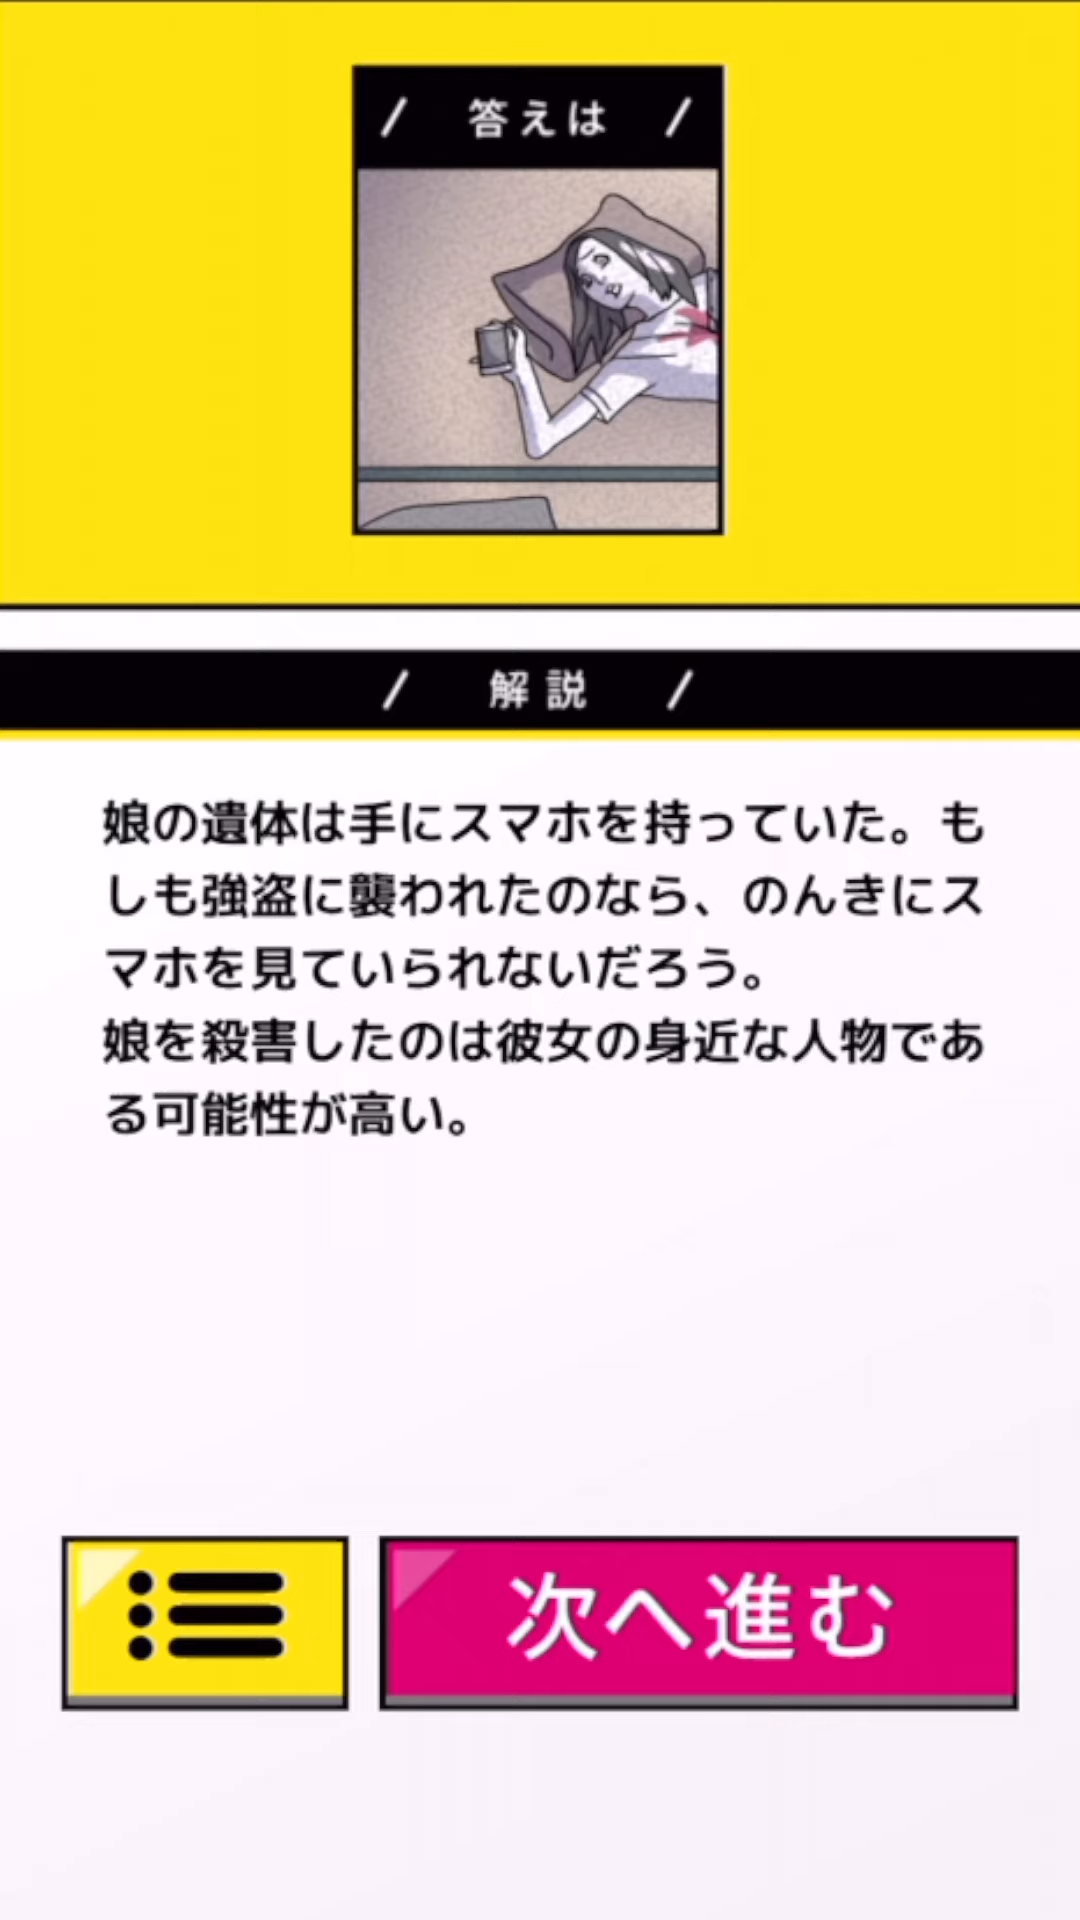 / 答えは /
/ 解説 /
娘の遺体は手にスマホを持っていた。も
しも強盗に襲われたのなら、のんきにス
マホを見ていられないだろう。
娘を殺害したのは彼女の身近な人物であ
る可能性が高い。
次へ進む